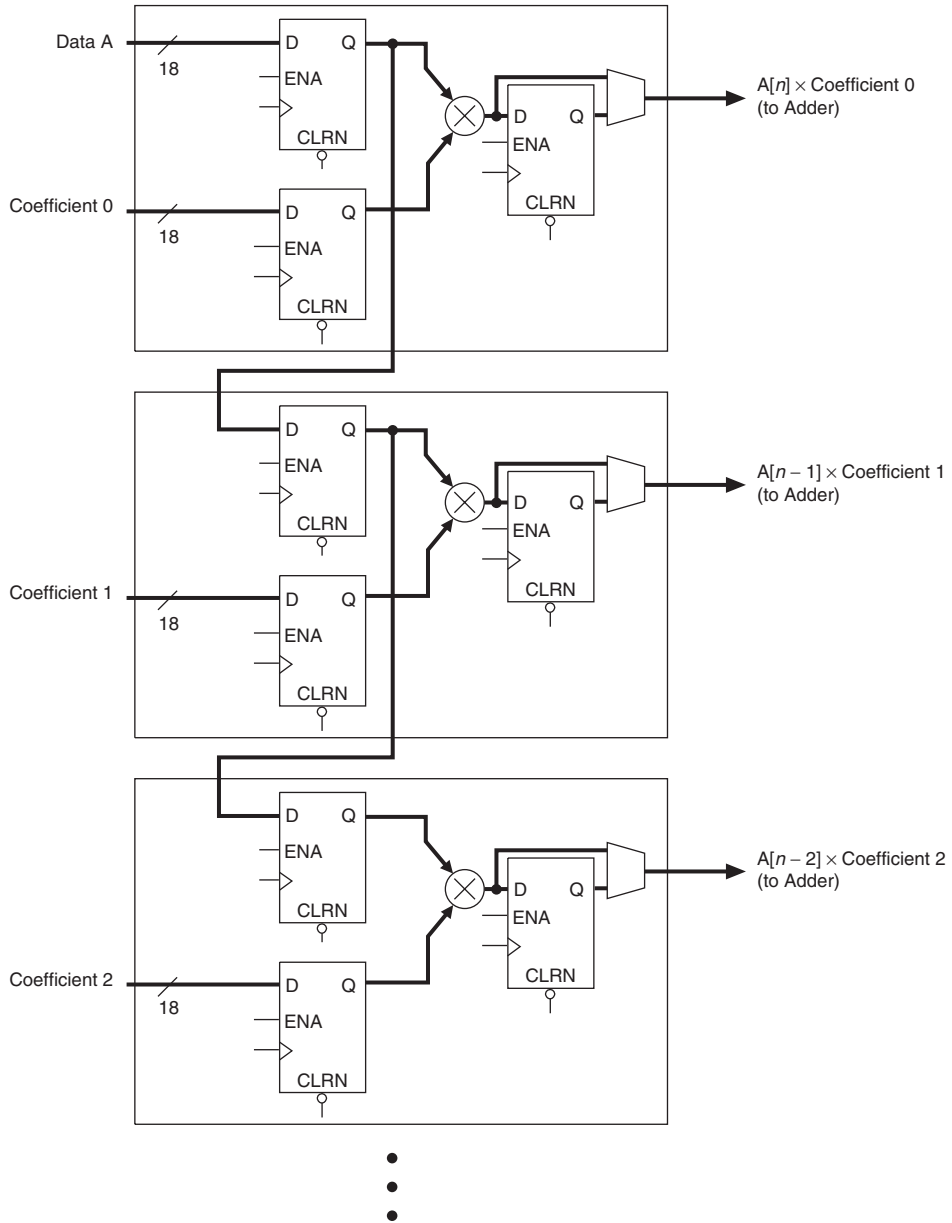 Data A
18
D Q
ENA
CLRN
A[n] × Coefficient 0
(to Adder)
D Q
ENA
CLRN
Coefficient 0
18
D Q
ENA
CLRN
D Q
ENA
CLRN
A[n – 1] × Coefficient 1
(to Adder)
D Q
ENA
CLRN
Coefficient 1
18
D Q
ENA
CLRN
D Q
ENA
CLRN
A[n – 2] × Coefficient 2
(to Adder)
D Q
ENA
CLRN
Coefficient 2
18
D Q
ENA
CLRN